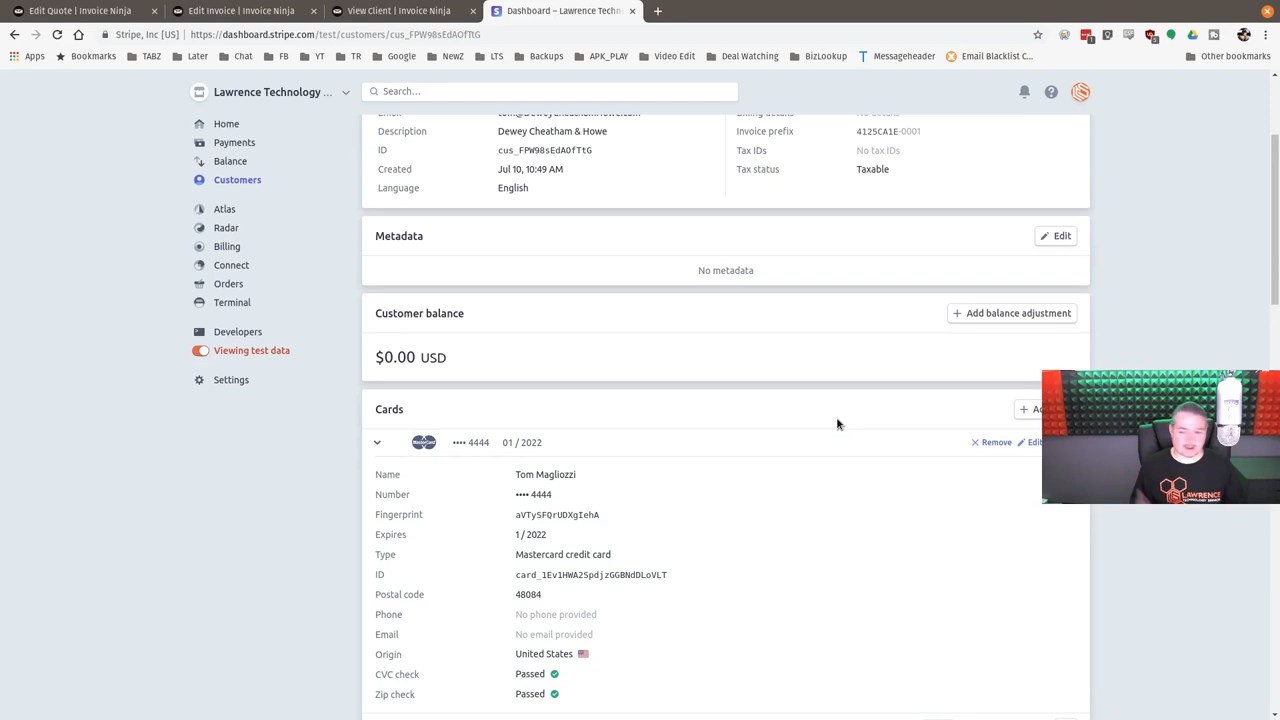 Edit Quote | Invoice Ninja
Edit Invoice | Invoice Ninja
View Client | Invoice Ninja
Dashboard – Lawrence Techn
Stripe, Inc [US] | https://dashboard.stripe.com/test/customers/cus_FPW98sEdAOfTtG
Apps
Bookmarks
TABZ
Later
Chat
FB
YT
TR
Google
NewZ
LTS
Backups
APK_PLAY
Video Edit
Deal Watching
BizLookup
Messageheader
Email Blacklist C...
Other bookmarks
Lawrence Technology ...
Search...
Home
Payments
Balance
Customers
Atlas
Radar
Billing
Connect
Orders
Terminal
Developers
Viewing test data
Settings
Description Dewey Cheatham & Howe
ID cus_FPW98sEdAOfTtG
Created Jul 10, 10:49 AM
Language English
Invoice prefix 4125CA1E-0001
Tax IDs No tax IDs
Tax status Taxable
Metadata
Edit
No metadata
Customer balance
Add balance adjustment
$0.00 USD
Cards
MasterCard •••• 4444 01 / 2022
Remove
Edit
Name Tom Magliozzi
Number •••• 4444
Fingerprint aVTySFQrUDXgIehA
Expires 1 / 2022
Type Mastercard credit card
ID card_1Ev1HWA2SpdjzGGBNdDLoVLT
Postal code 48084
Phone No phone provided
Email No email provided
Origin United States
CVC check Passed
Zip check Passed
LAWRENCE